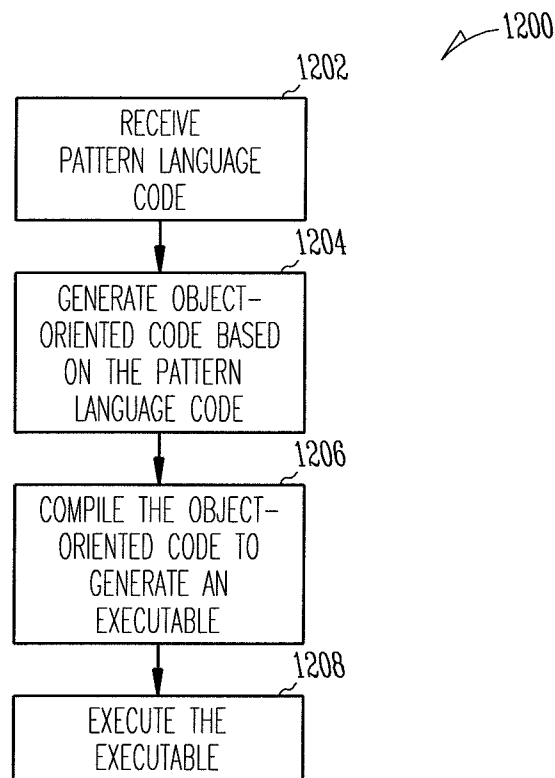 1200
1202
RECEIVE
PATTERN LANGUAGE
CODE
1204
GENERATE OBJECT-
ORIENTED CODE BASED
ON THE PATTERN
LANGUAGE CODE
1206
COMPILE THE OBJECT-
ORIENTED CODE TO
GENERATE AN
EXECUTABLE
1208
EXECUTE THE
EXECUTABLE